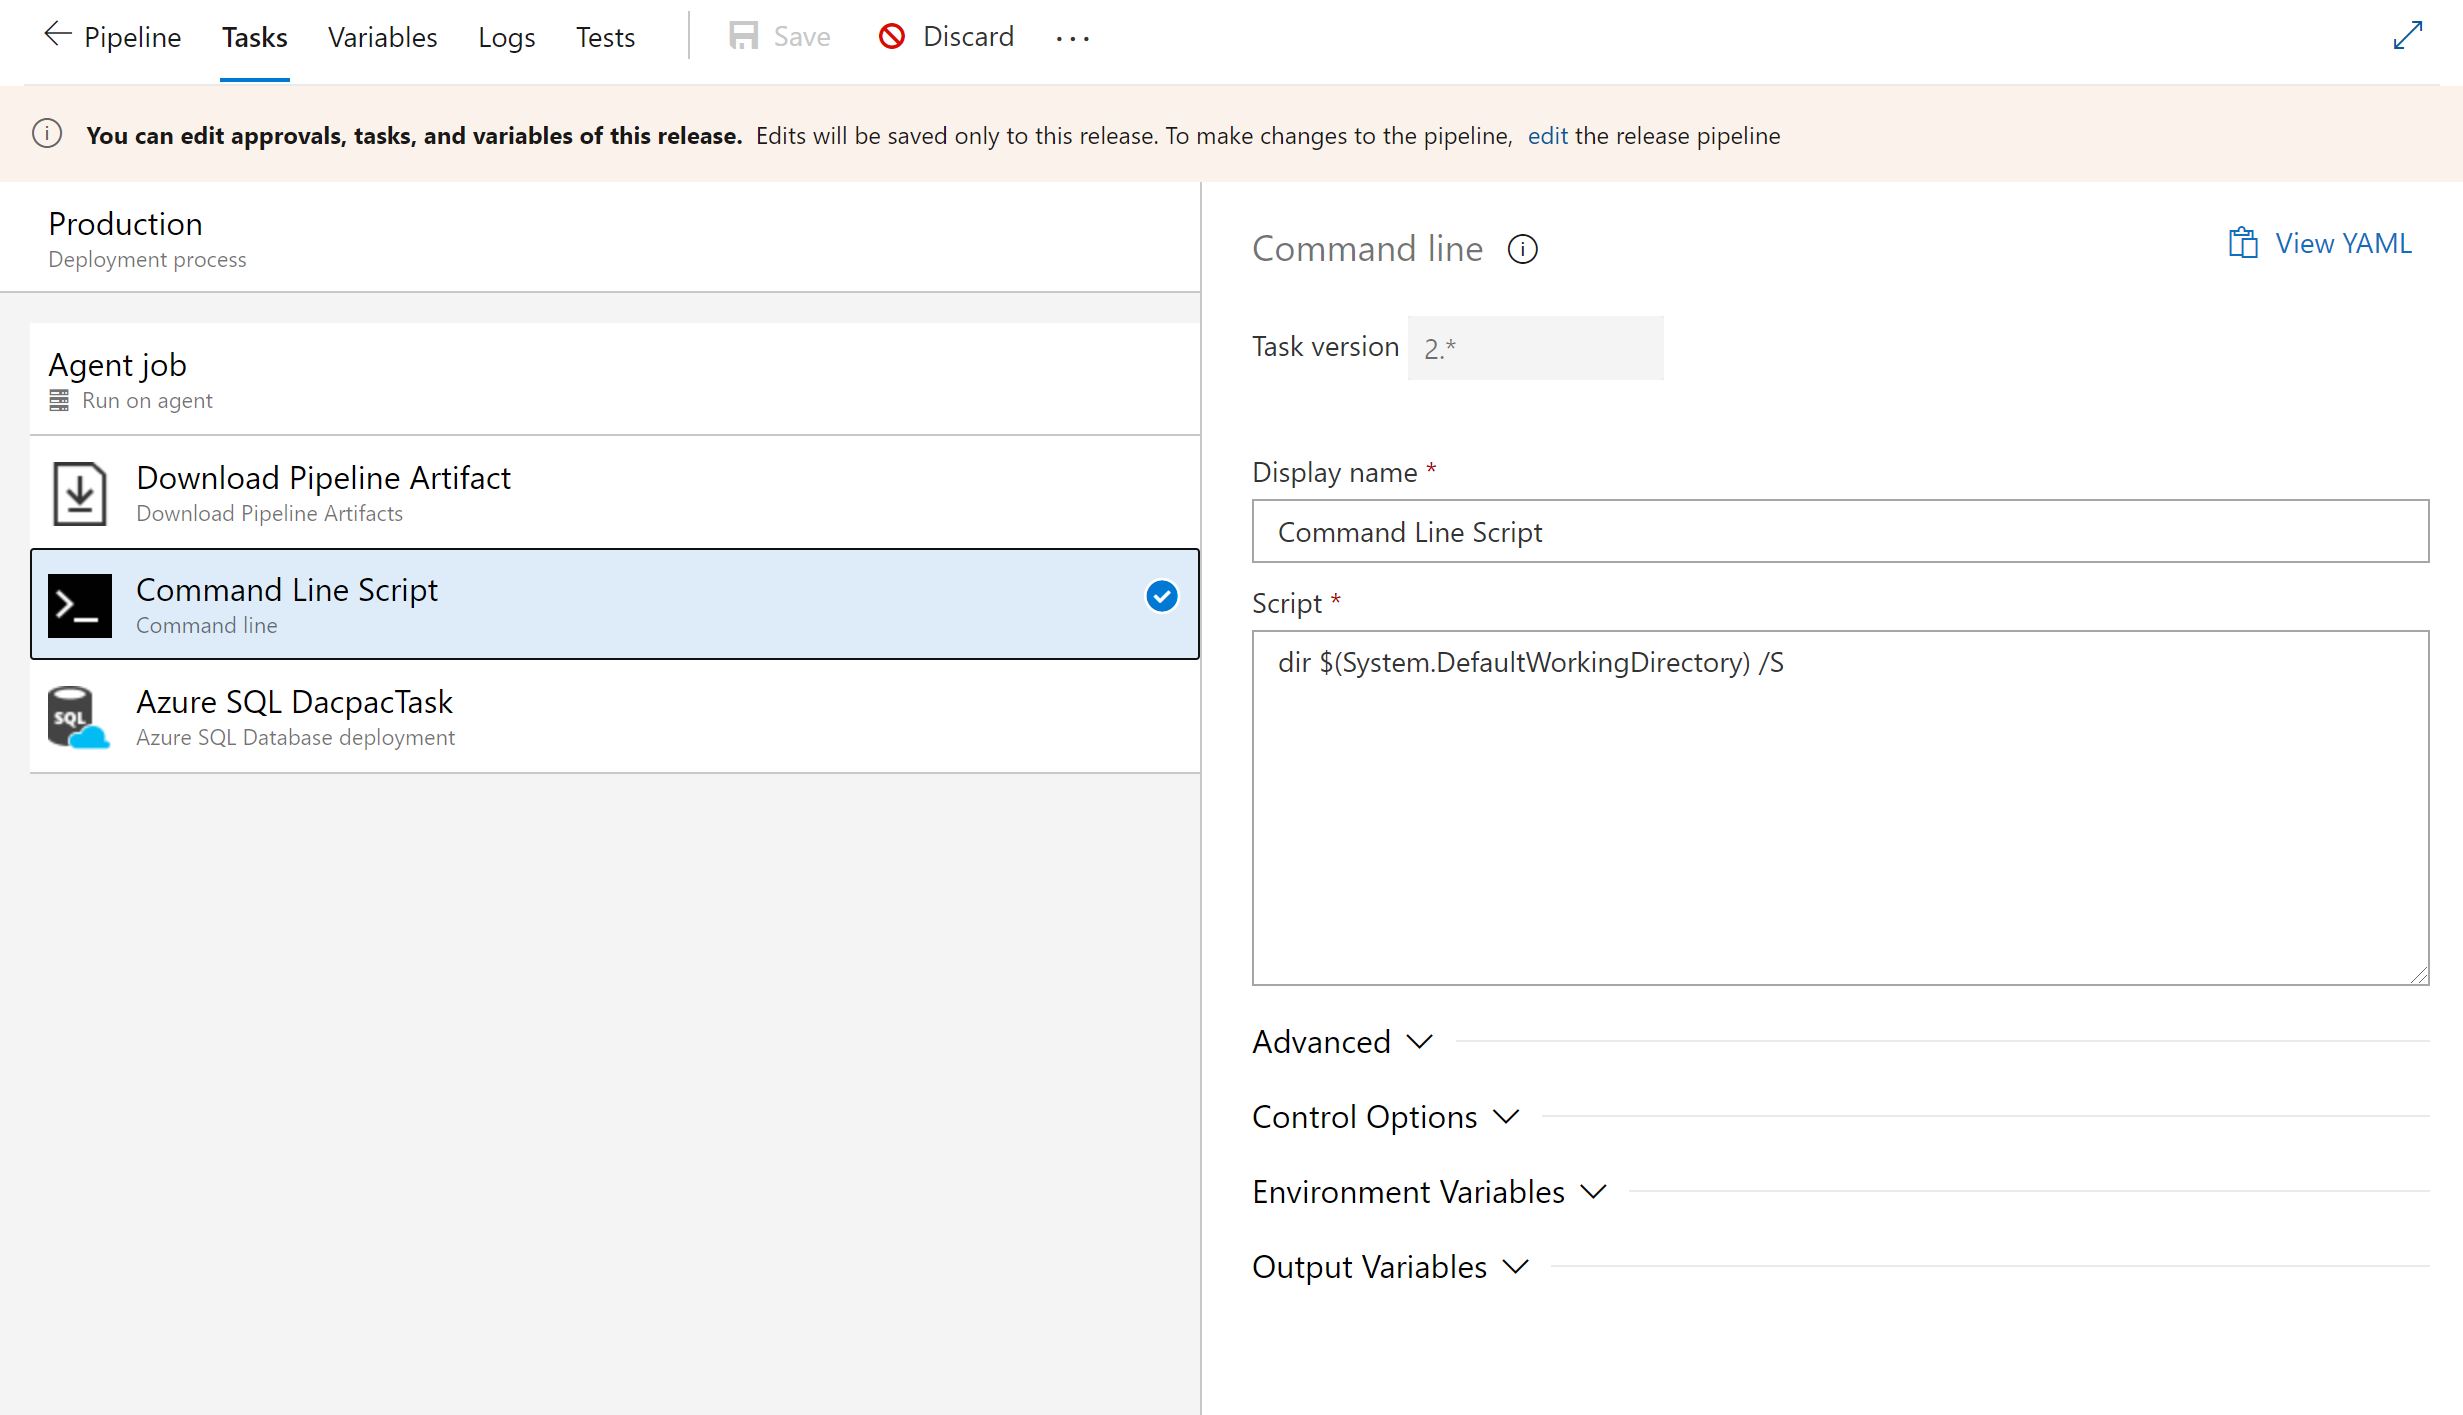 Pipeline Tasks Variables Logs Tests Save Discard ...
You can edit approvals, tasks, and variables of this release. Edits will be saved only to this release. To make changes to the pipeline, edit the release pipeline
Production
Deployment process
Agent job
Run on agent
Download Pipeline Artifact
Download Pipeline Artifacts
Command Line Script
Command line
SQL
Azure SQL DacpacTask
Azure SQL Database deployment
Command line
View YAML
Task version 2.*
Display name *
Command Line Script
Script *
dir $(System.DefaultWorkingDirectory) /S
Advanced
Control Options
Environment Variables
Output Variables